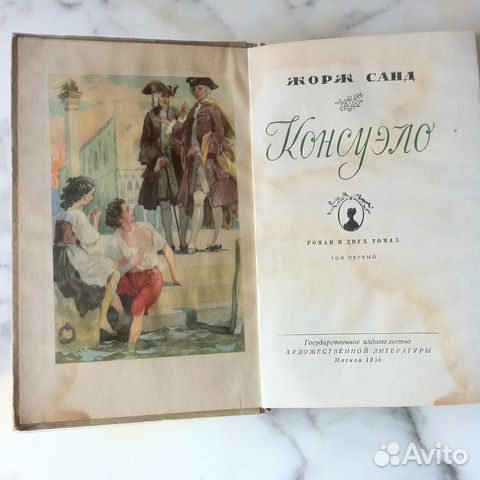 ЖОРЖ САНД
Консуэло
РОМАН В ДВУХ ТОМАХ
ТОМ ПЕРВЫЙ
Государственное издательство
ХУДОЖЕСТВЕННОЙ ЛИТЕРАТУРЫ
Москва 1956
Avito